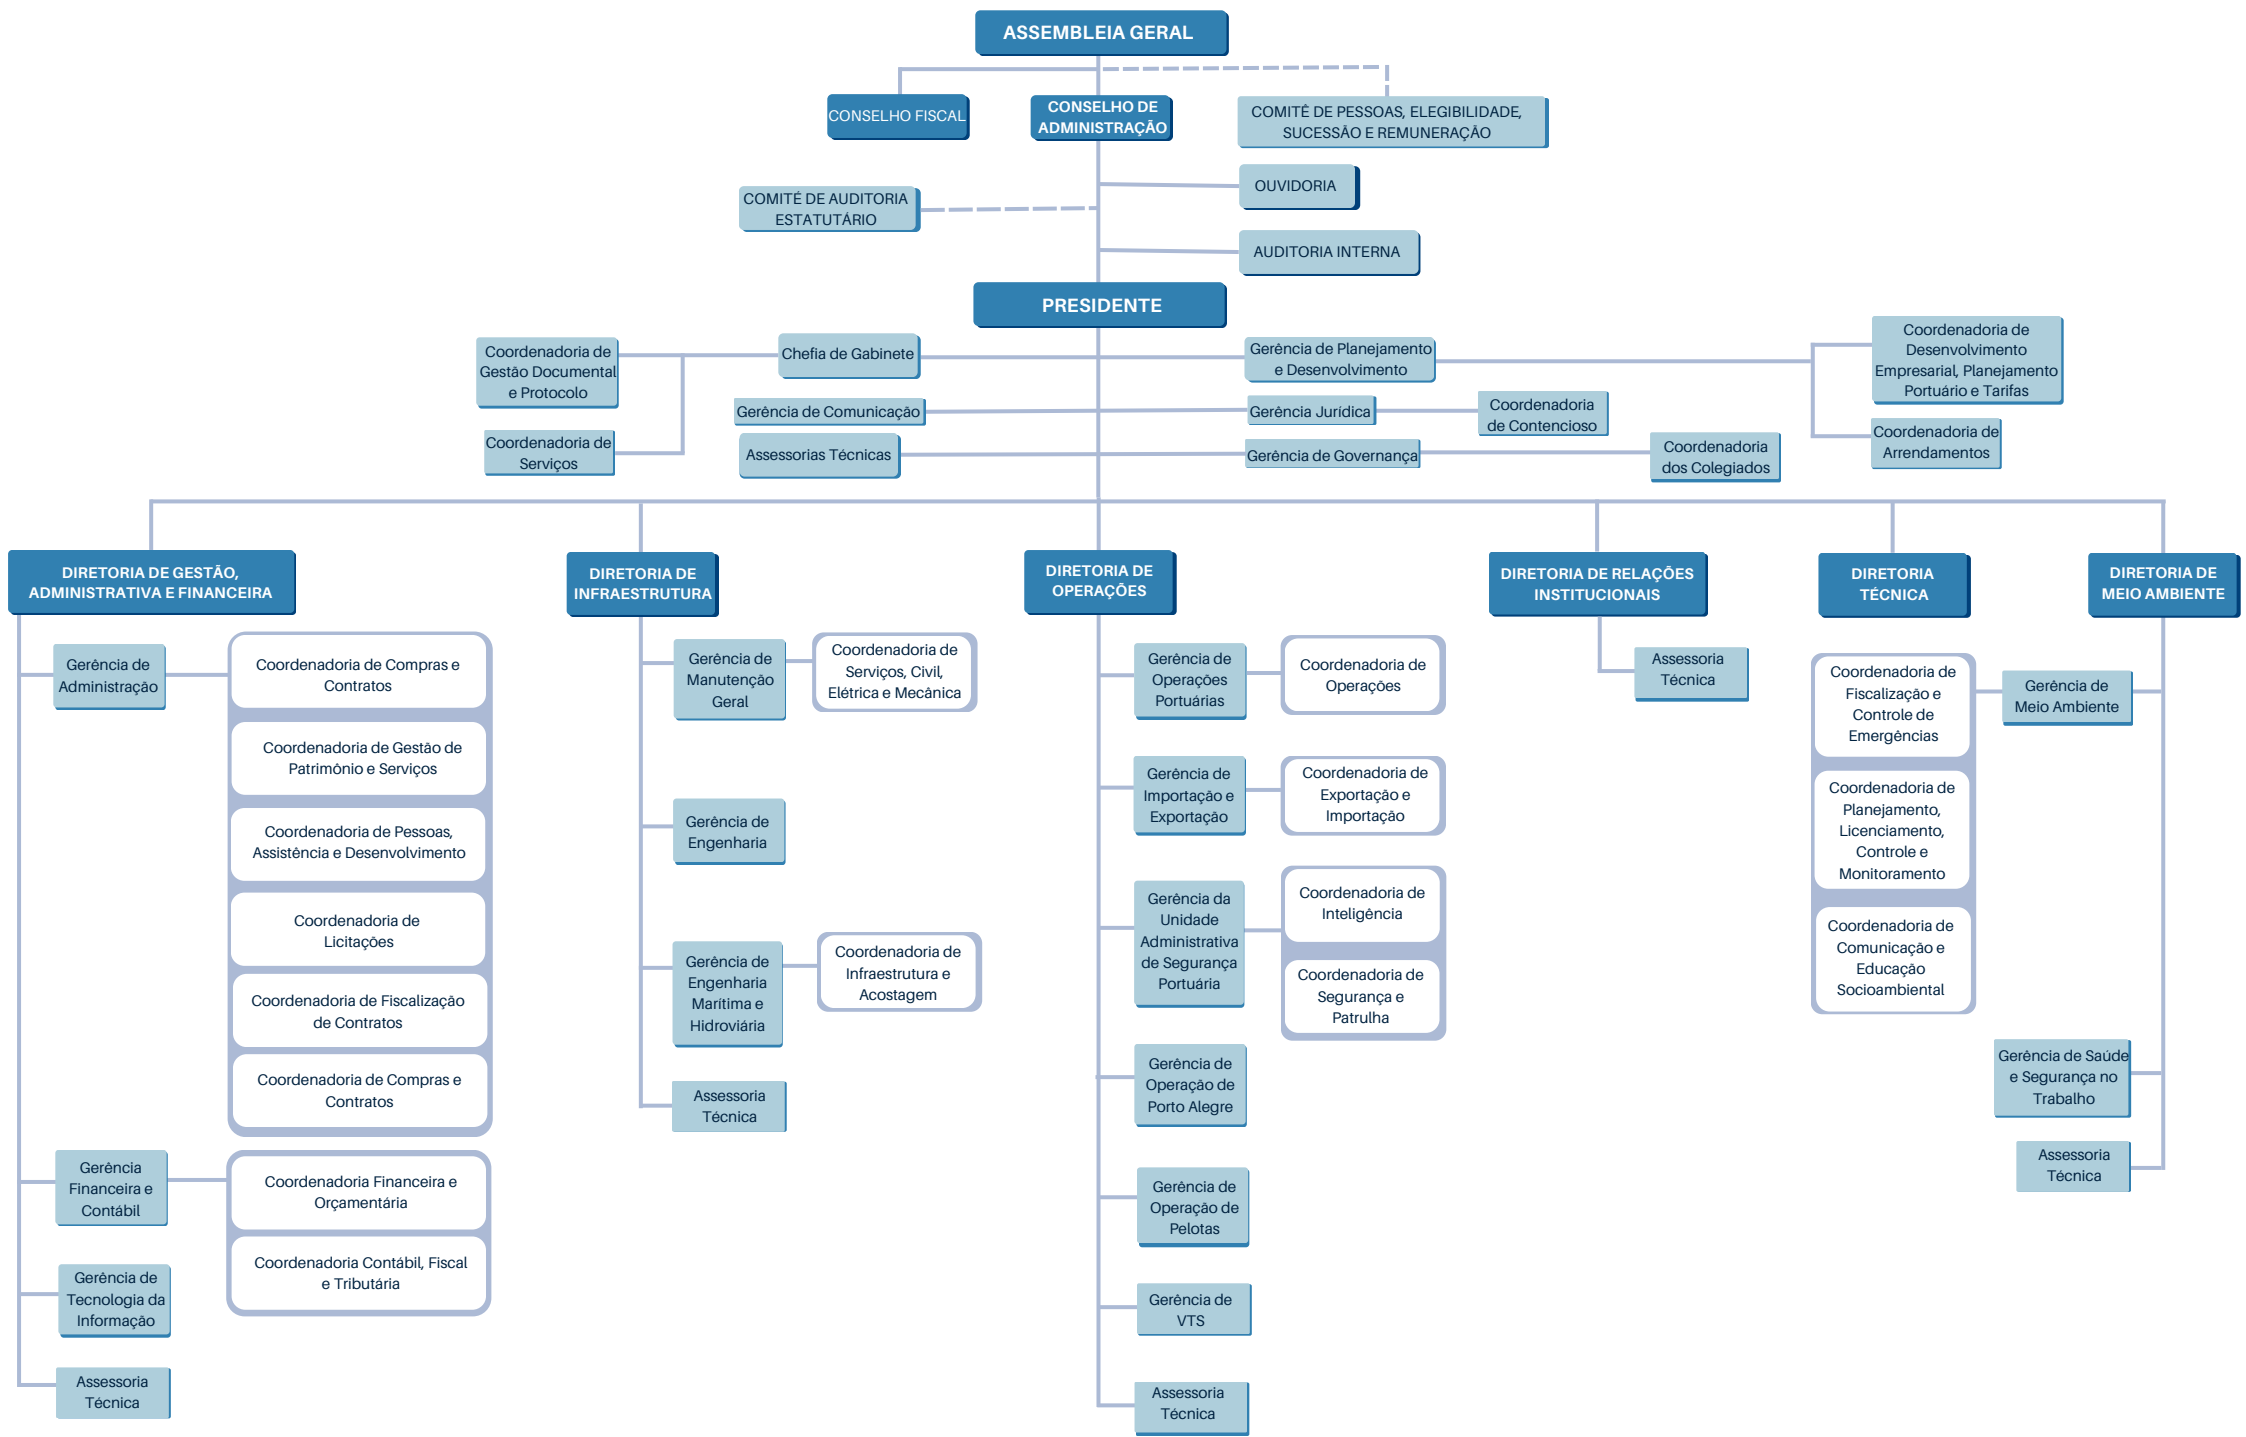 ASSEMBLEIA GERAL
CONSELHO FISCAL
CONSELHO DE
ADMINISTRAÇÃO
COMITÊ DE PESSOAS, ELEGIBILIDADE,
SUCESSÃO E REMUNERAÇÃO
COMITÉ DE AUDITORIA
ESTATUTÁRIO
OUVIDORIA
AUDITORIA INTERNA
PRESIDENTE
Coordenadoria de
Gestão Documental
e Protocolo
Chefia de Gabinete
Gerência de Planejamento
e Desenvolvimento
Coordenadoria de
Desenvolvimento
Empresarial, Planejamento
Portuário e Tarifas
Gerência de Comunicação
Gerência Jurídica
Coordenadoria
de Contencioso
Coordenadoria de
Serviços
Assessorias Técnicas
Gerência de Governança
Coordenadoria
dos Colegiados
Coordenadoria de
Arrendamentos
DIRETORIA DE GESTÃO,
ADMINISTRATIVA E FINANCEIRA
Gerência de
Administração
Coordenadoria de Compras e
Contratos
Coordenadoria de Gestão de
Patrimônio e Serviços
Coordenadoria de Pessoas,
Assistência e Desenvolvimento
Coordenadoria de
Licitações
Coordenadoria de Fiscalização
de Contratos
Coordenadoria de Compras e
Contratos
Gerência
Financeira e
Contábil
Coordenadoria Financeira e
Orçamentária
Coordenadoria Contábil, Fiscal
e Tributária
Gerência de
Tecnologia da
Informação
Assessoria
Técnica
DIRETORIA DE
INFRAESTRUTURA
Gerência de
Manutenção
Geral
Coordenadoria de
Serviços, Civil,
Elétrica e Mecânica
Gerência de
Engenharia
Gerência de
Engenharia
Marítima e
Hidroviária
Coordenadoria de
Infraestrutura e
Acostagem
Assessoria
Técnica
DIRETORIA DE
OPERAÇÕES
Gerência de
Operações
Portuárias
Coordenadoria de
Operações
Gerência de
Importação e
Exportação
Coordenadoria de
Exportação e
Importação
Gerência da
Unidade
Administrativa
de Segurança
Portuária
Coordenadoria de
Inteligência
Coordenadoria de
Segurança e
Patrulha
Gerência de
Operação de
Porto Alegre
Gerência de
Operação de
Pelotas
Gerência de
VTS
Assessoria
Técnica
DIRETORIA DE RELAÇÕES
INSTITUCIONAIS
Assessoria
Técnica
DIRETORIA
TÉCNICA
DIRETORIA DE
MEIO AMBIENTE
Coordenadoria de
Fiscalização e
Controle de
Emergências
Gerência de
Meio Ambiente
Coordenadoria de
Planejamento,
Licenciamento,
Controle e
Monitoramento
Coordenadoria de
Comunicação e
Educação
Socioambiental
Gerência de Saúde
e Segurança no
Trabalho
Assessoria
Técnica